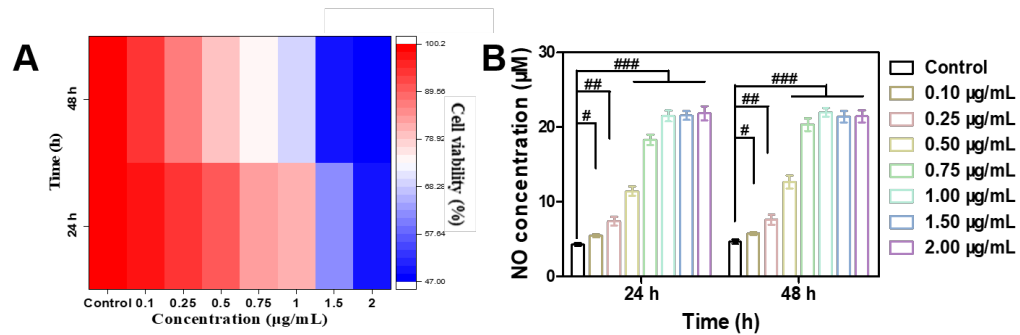 A
48h
24 h
Time (h)
Control 0.1 0.25 0.5 0.75 1 1.5 2
Concentration (μg/mL)
100.2
89.56
78.92
68.28
57.64
47.00
Cell viability (%)
B
NO concentration (μM)
30
20
10
0
###
##
#
###
##
#
24 h 48 h
Time (h)
Control
0.10 μg/mL
0.25 μg/mL
0.50 μg/mL
0.75 μg/mL
1.00 μg/mL
1.50 μg/mL
2.00 μg/mL